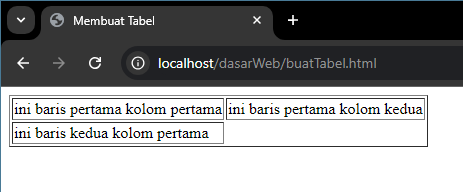 Membuat Tabel
localhost/dasarWeb/buatTabel.html
ini baris pertama kolom pertama ini baris pertama kolom kedua
ini baris kedua kolom pertama